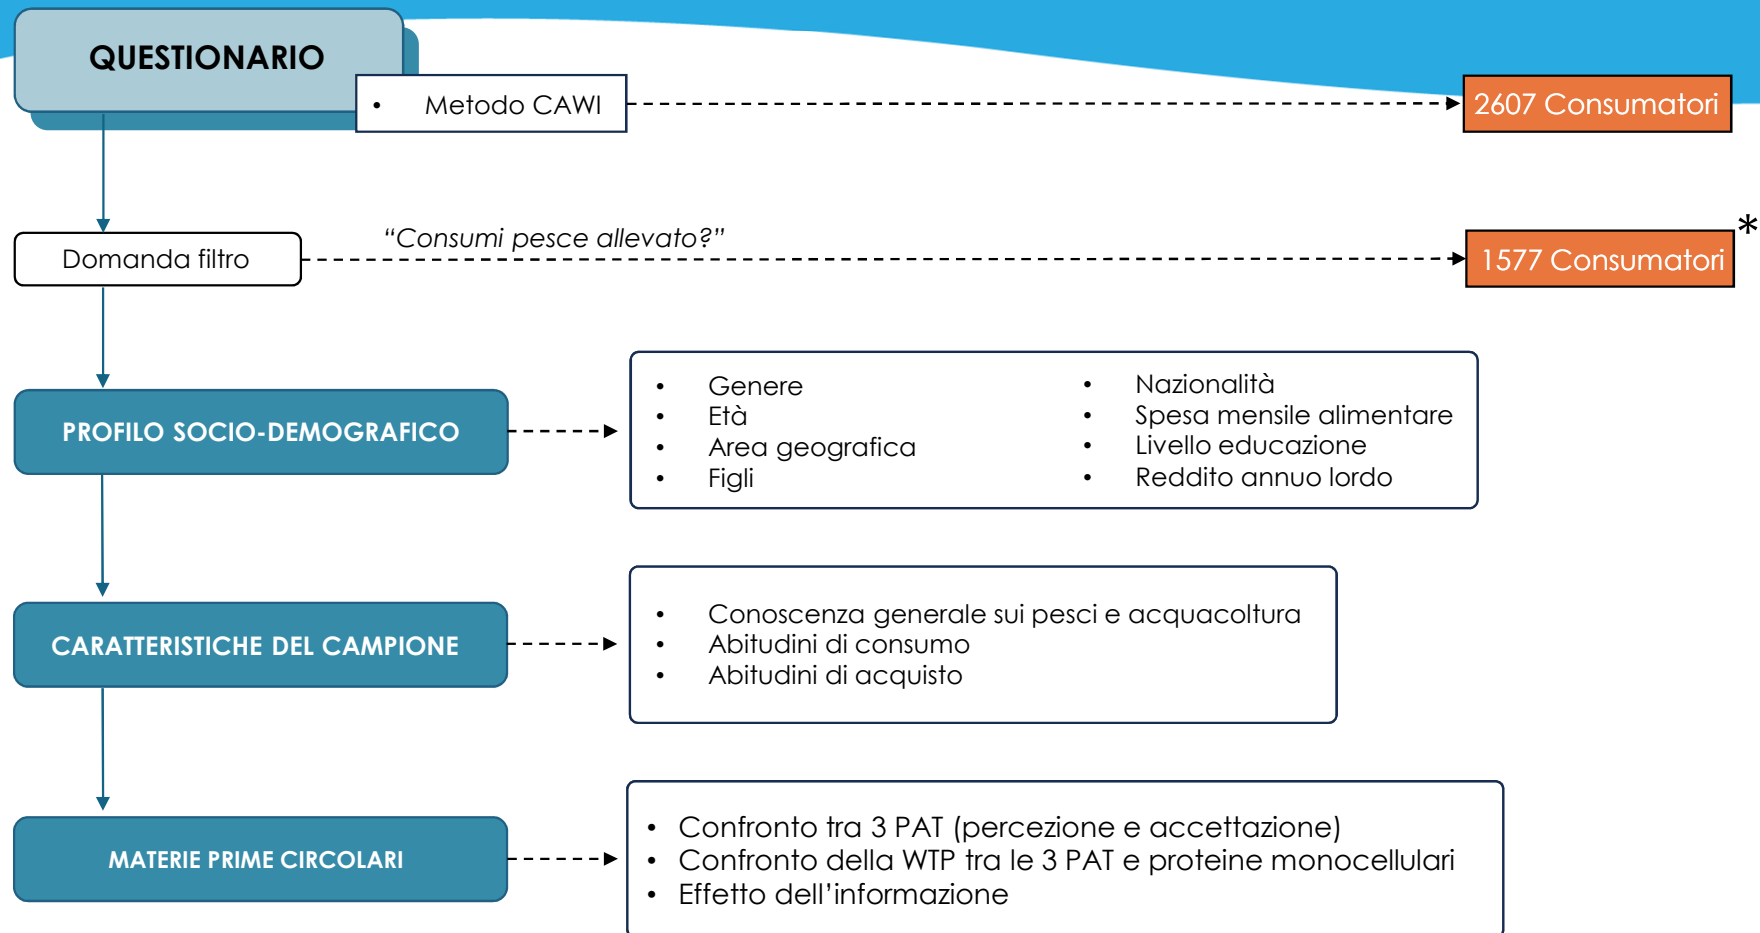 QUESTIONARIO
• Metodo CAWI
2607 Consumatori
Domanda filtro
“Consumi pesce allevato?”
1577 Consumatori
*
PROFILO SOCIO-DEMOGRAFICO
• Genere
• Età
• Area geografica
• Figli
• Nazionalità
• Spesa mensile alimentare
• Livello educazione
• Reddito annuo lordo
CARATTERISTICHE DEL CAMPIONE
• Conoscenza generale sui pesci e acquacoltura
• Abitudini di consumo
• Abitudini di acquisto
MATERIE PRIME CIRCOLARI
• Confronto tra 3 PAT (percezione e accettazione)
• Confronto della WTP tra le 3 PAT e proteine monocellulari
• Effetto dell’informazione